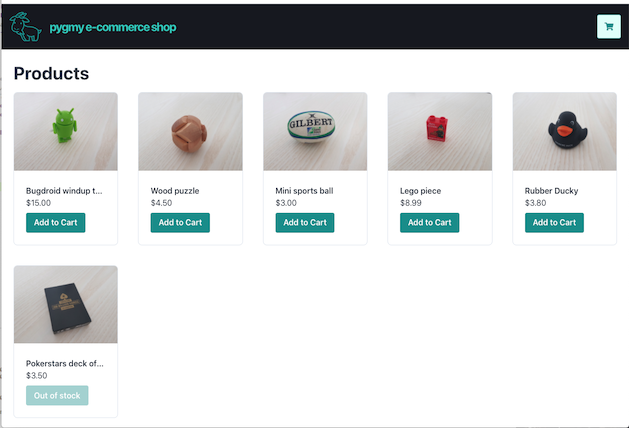 pygmy e-commerce shop
Products
Bugdroid windup t...
$15.00
Add to Cart
Wood puzzle
$4.50
Add to Cart
GILBERT
Mini sports ball
$3.00
Add to Cart
Lego piece
$8.99
Add to Cart
Rubber Ducky
$3.80
Add to Cart
Pokerstars deck of...
$3.50
Out of stock